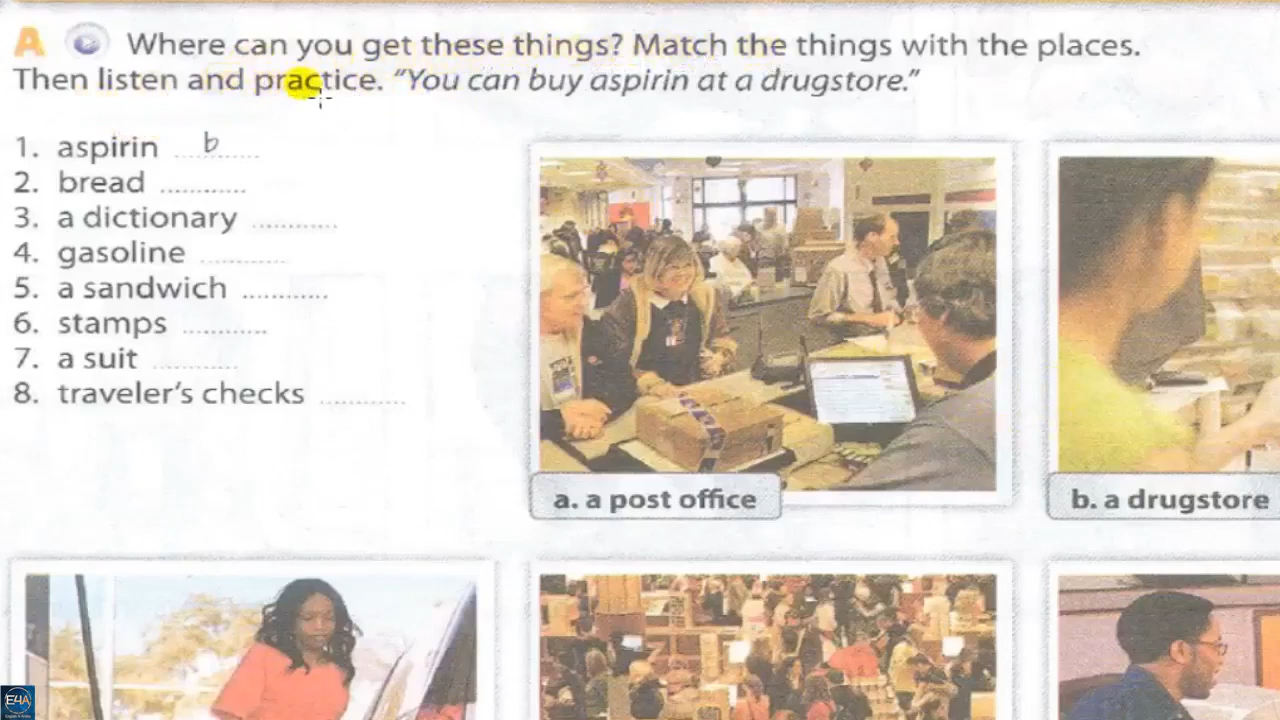 A Where can you get these things? Match the things with the places.
Then listen and practice. “You can buy aspirin at a drugstore.”
1. aspirin b
2. bread ............
3. a dictionary ............
4. gasoline ............
5. a sandwich ............
6. stamps ............
7. a suit ............
8. traveler’s checks ............
a. a post office
b. a drugstore
E4A